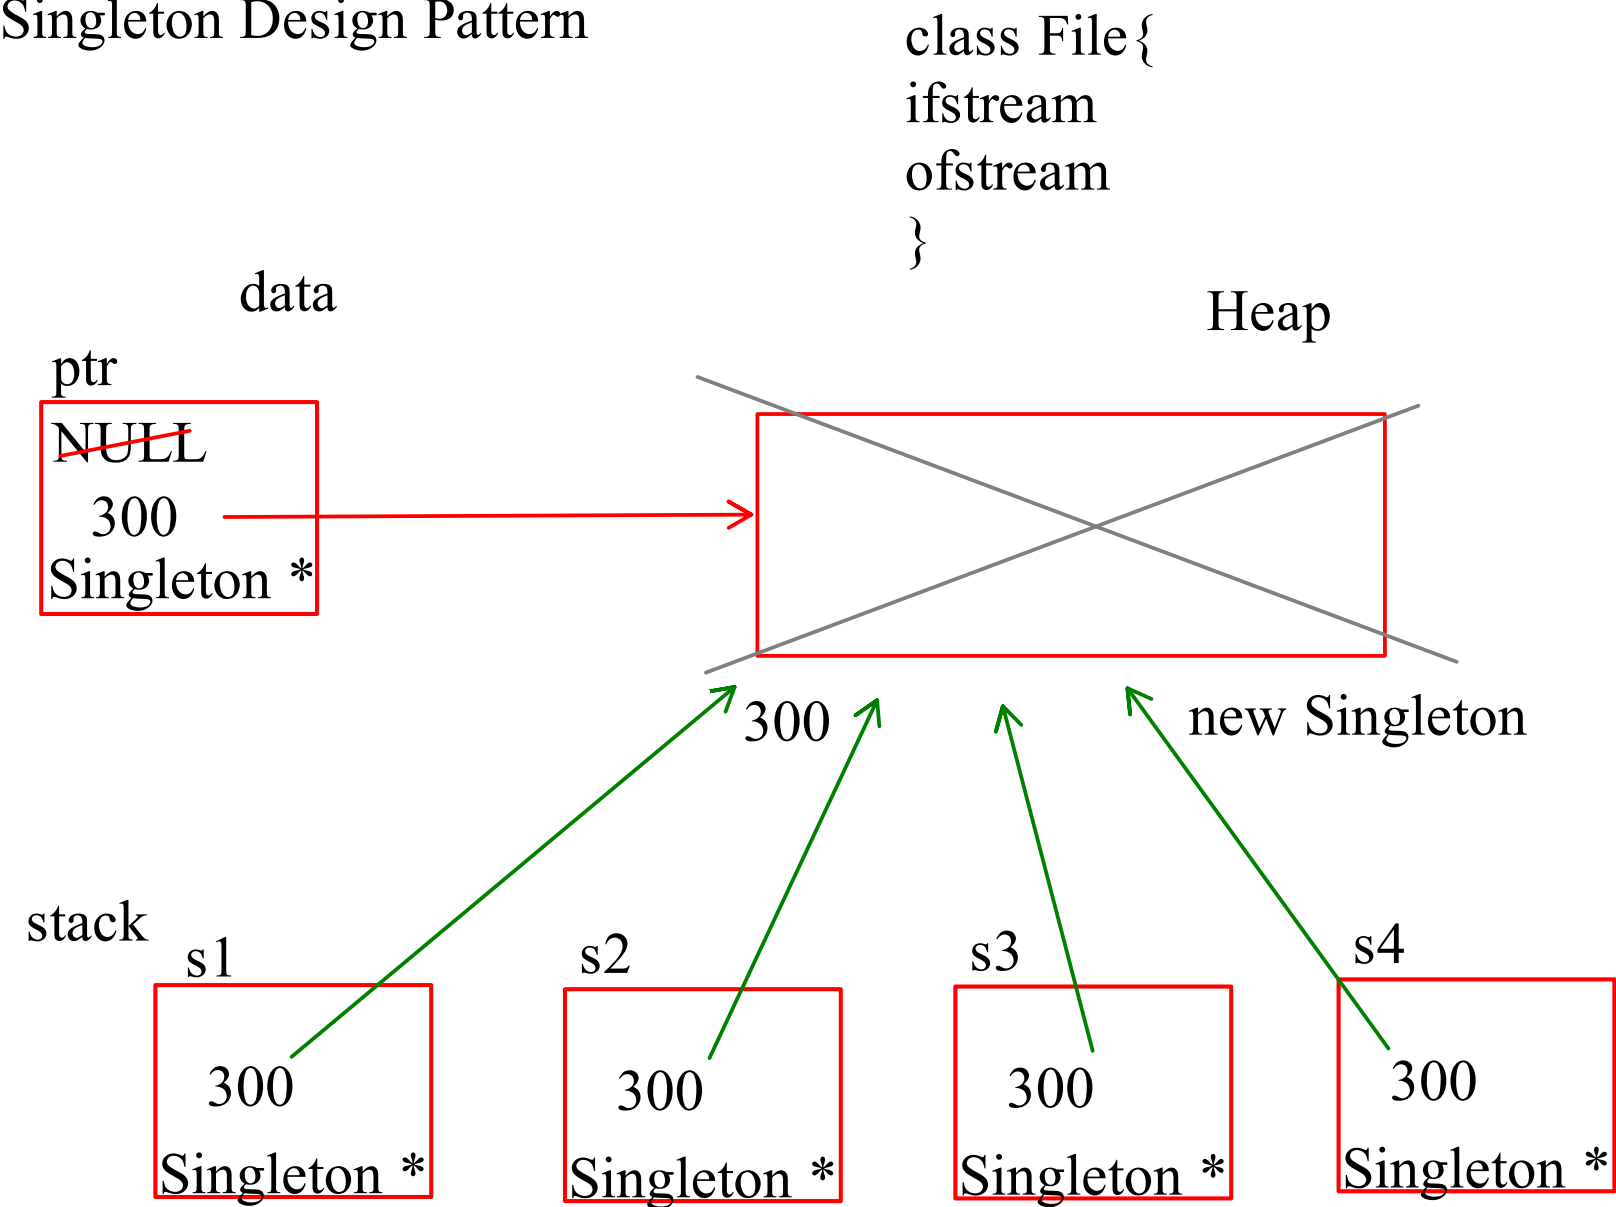 Singleton Design Pattern
class File{
ifstream
ofstream
}
data
Heap
ptr
NULL
300
Singleton *
300
new Singleton
stack
s1
s2
s3
s4
300
300
300
300
Singleton *
Singleton *
Singleton *
Singleton *